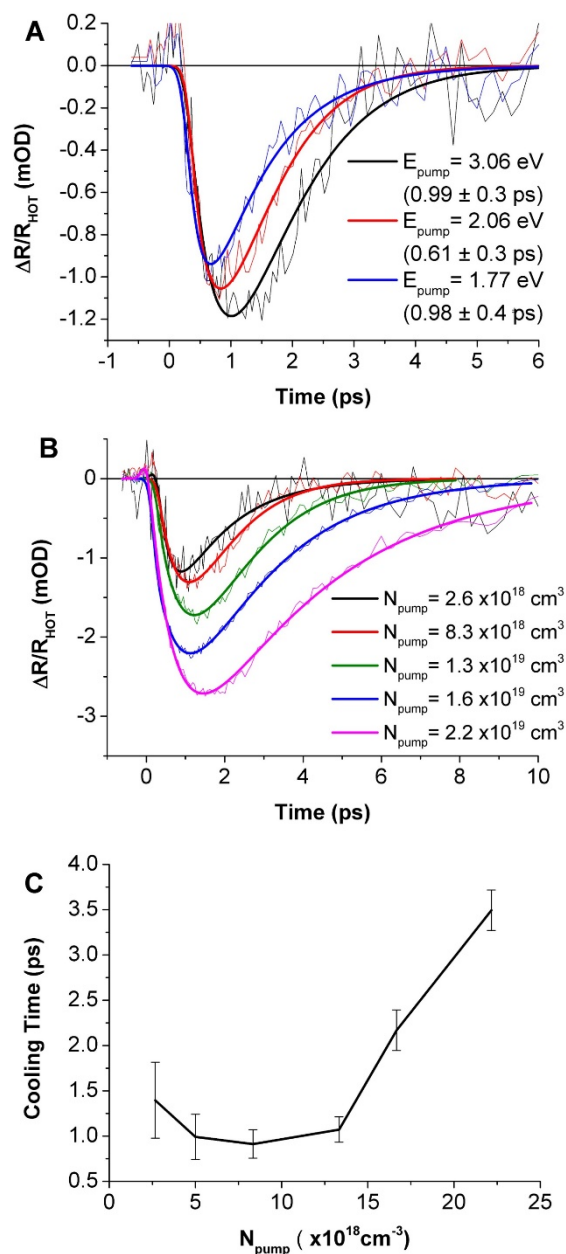 A
0.2
0.0
-0.2
-0.4
-0.6
-0.8
-1.0
-1.2
ΔR/R_HOT (mOD)
E_pump = 3.06 eV
(0.99 ± 0.3 ps)
E_pump = 2.06 eV
(0.61 ± 0.3 ps)
E_pump = 1.77 eV
(0.98 ± 0.4 ps)
-1 0 1 2 3 4 5 6
Time (ps)
B
0
-1
-2
-3
ΔR/R_HOT (mOD)
N_pump = 2.6 x10^18 cm^3
N_pump = 8.3 x10^18 cm^3
N_pump = 1.3 x10^19 cm^3
N_pump = 1.6 x10^19 cm^3
N_pump = 2.2 x10^19 cm^3
0 2 4 6 8 10
Time (ps)
C
4.0
3.5
3.0
2.5
2.0
1.5
1.0
0.5
Cooling Time (ps)
0 5 10 15 20 25
N_pump ( x10^18 cm^-3)